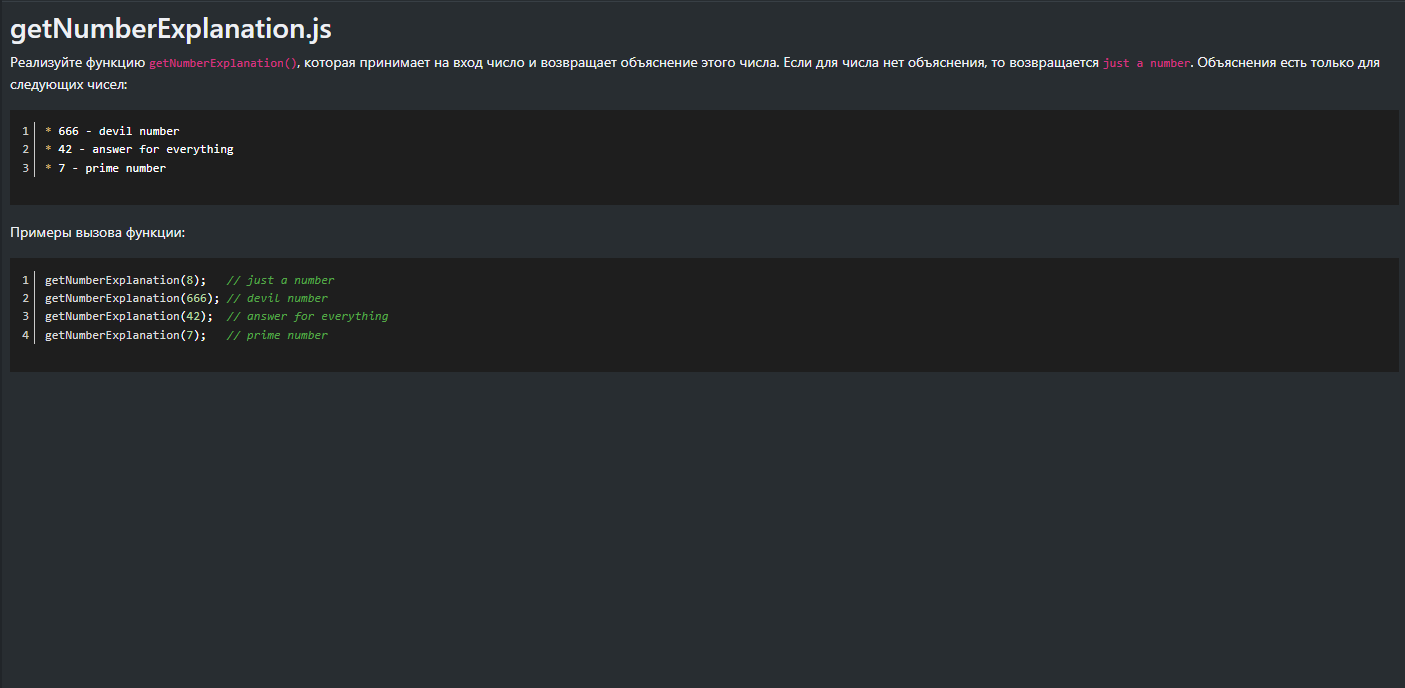 getNumberExplanation.js
Реализуйте функцию getNumberExplanation(), которая принимает на вход число и возвращает объяснение этого числа. Если для числа нет объяснения, то возвращается just a number. Объяснения есть только для
следующих чисел:
1 * 666 - devil number
2 * 42 - answer for everything
3 * 7 - prime number
Примеры вызова функции:
1 getNumberExplanation(8);   // just a number
2 getNumberExplanation(666); // devil number
3 getNumberExplanation(42);  // answer for everything
4 getNumberExplanation(7);   // prime number